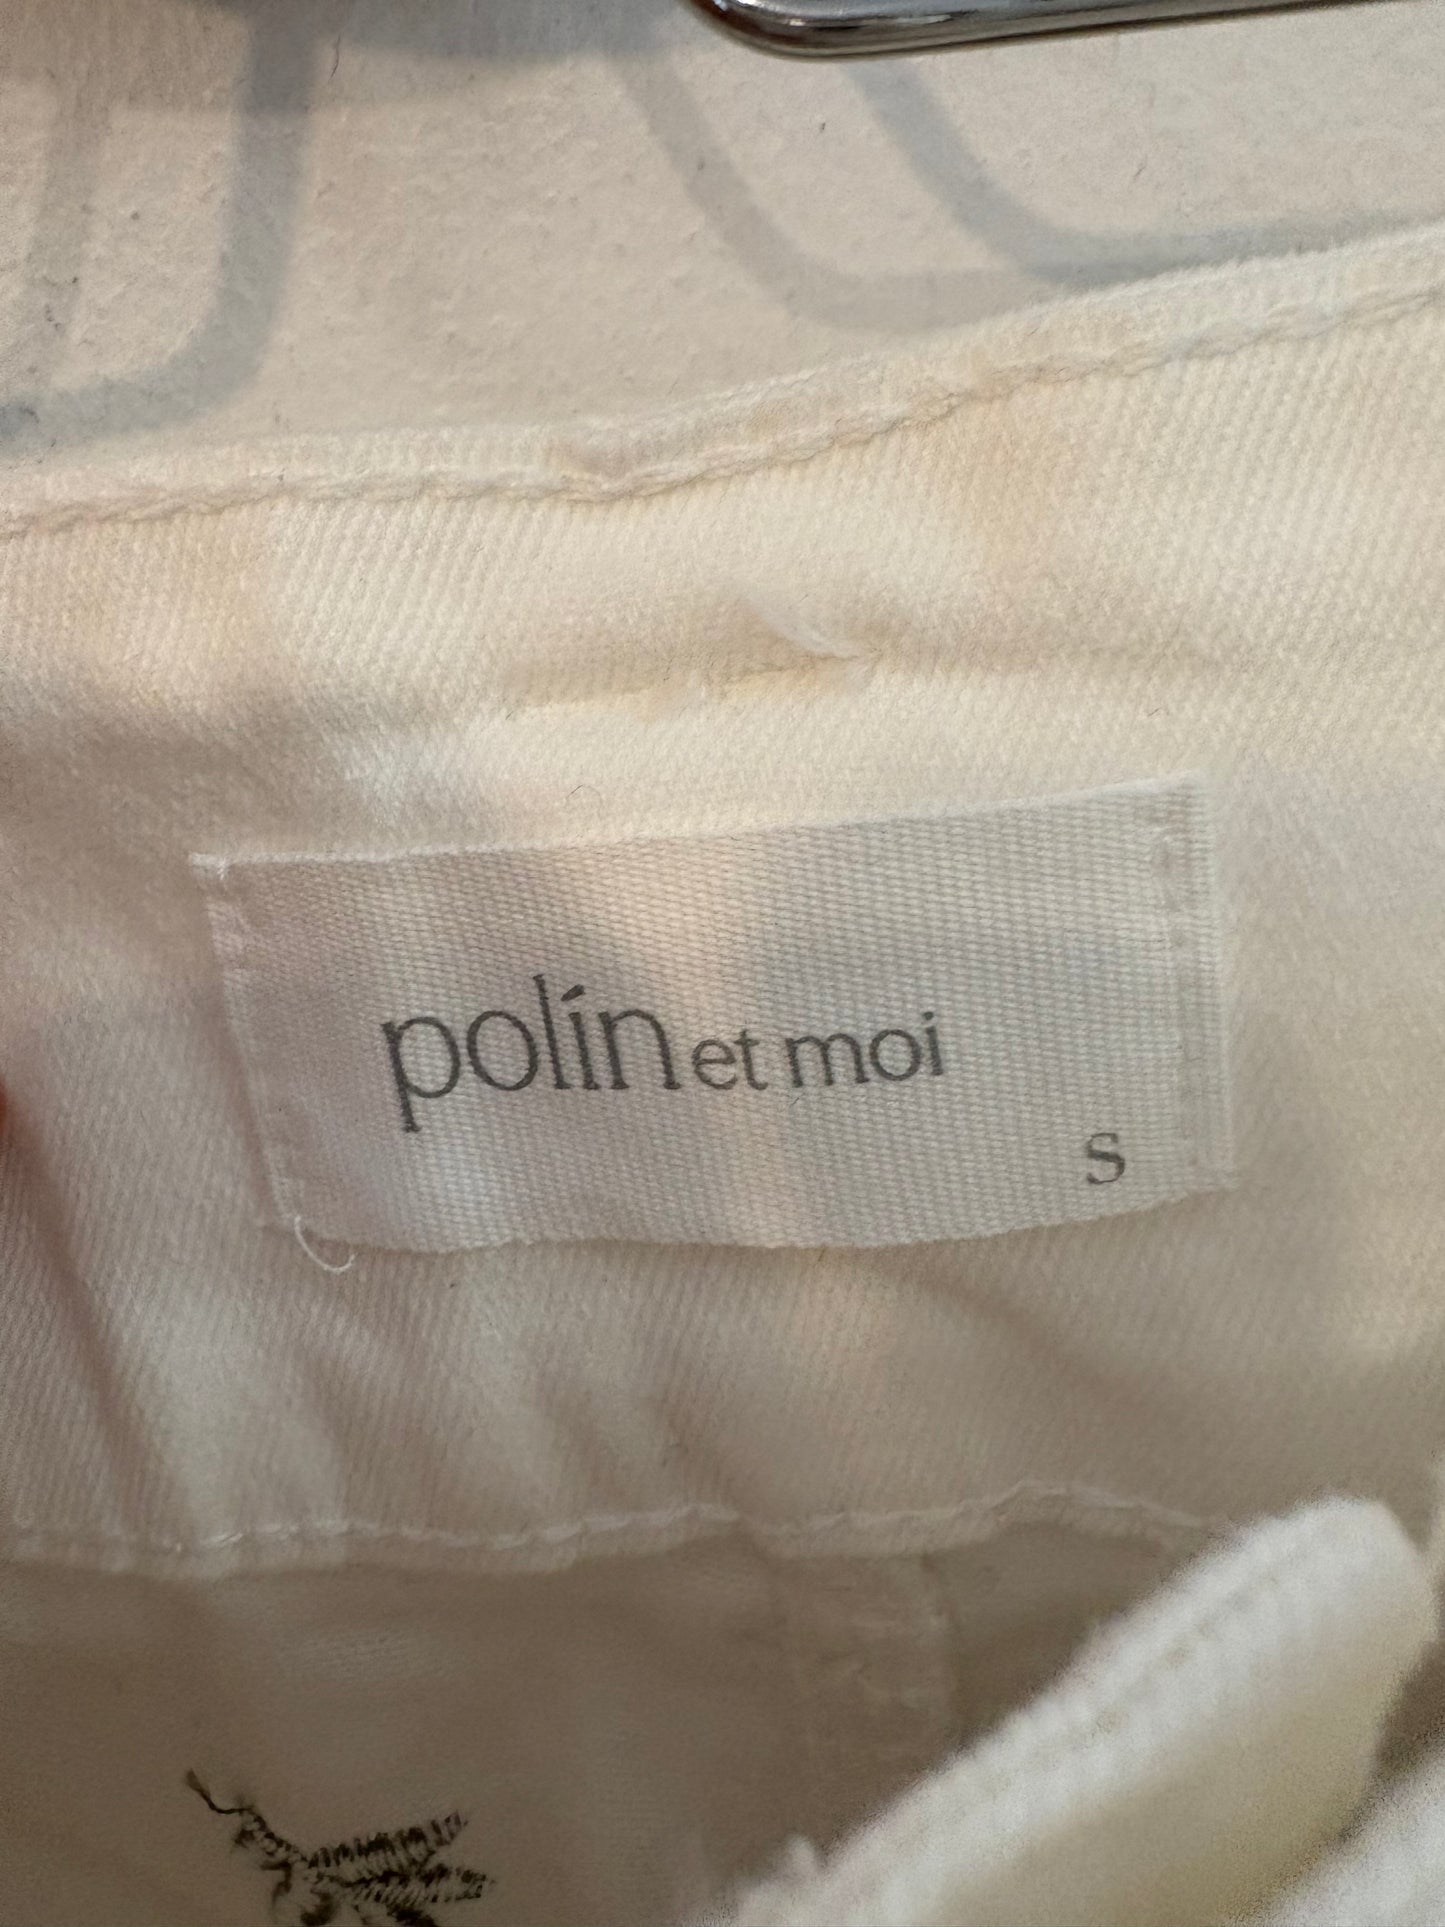 polín et moi
S